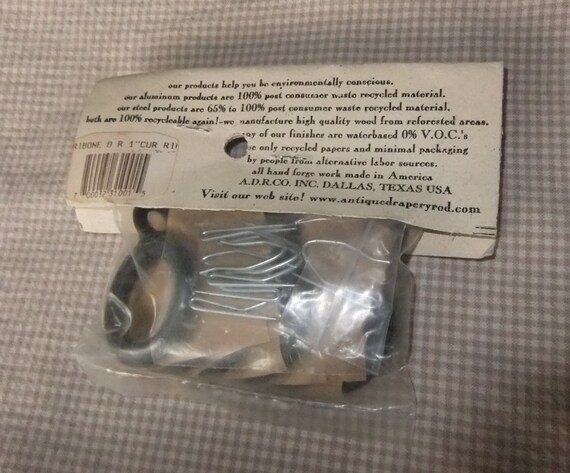 our products help you be environmentally conscious.
our aluminum products are 100% post consumer waste recycled material.
our steel products are 65% to 100% post consumer waste recycled material.
both are 100% recycleable again!-we manufacture high quality wood from reforested areas.
of our finishes are waterbased 0% V.O.C.'s
only recycled papers and minimal packaging
by people from alternative labor sources.
all hand forge work made in America
A.D.R.CO. INC. DALLAS, TEXAS USA
Visit our web site! www.antiquedraperyrod.com
1"CUR